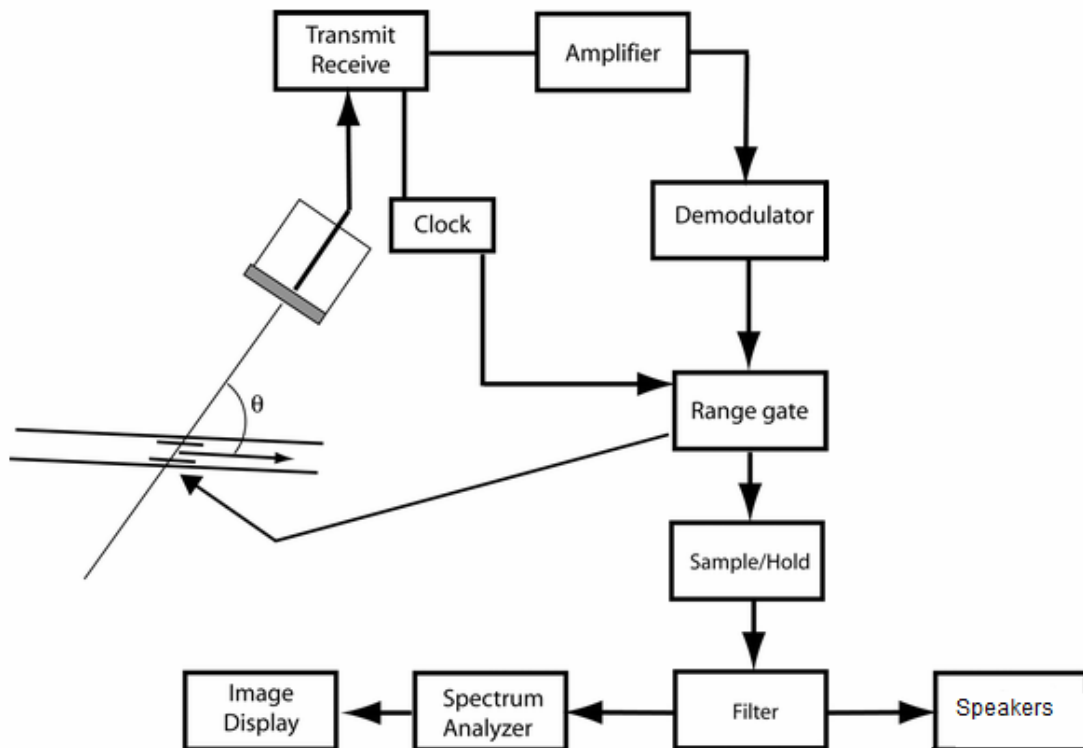 Transmit
Receive
Amplifier
Clock
Demodulator
θ
Range gate
Sample/Hold
Image
Display
Spectrum
Analyzer
Filter
Speakers